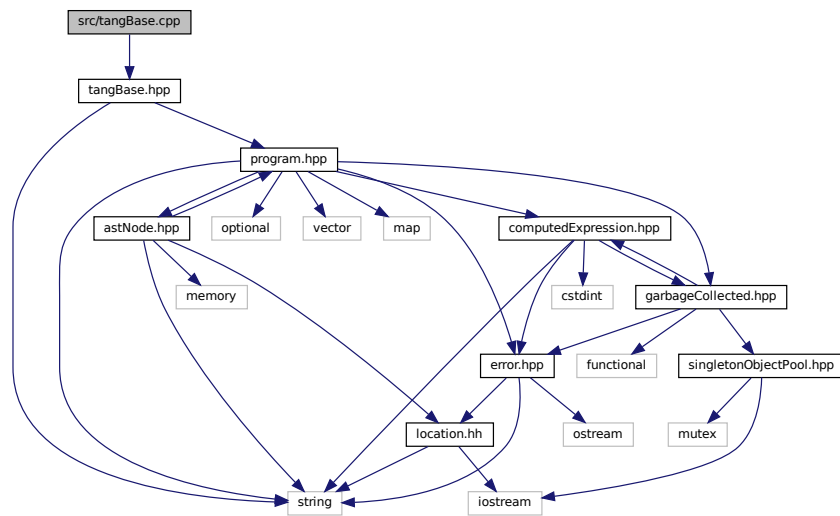 src/tangBase.cpp
tangBase.hpp
program.hpp
astNode.hpp
optional
vector
map
computedExpression.hpp
memory
cstdint
garbageCollected.hpp
error.hpp
functional
singletonObjectPool.hpp
location.hh
ostream
mutex
string
iostream